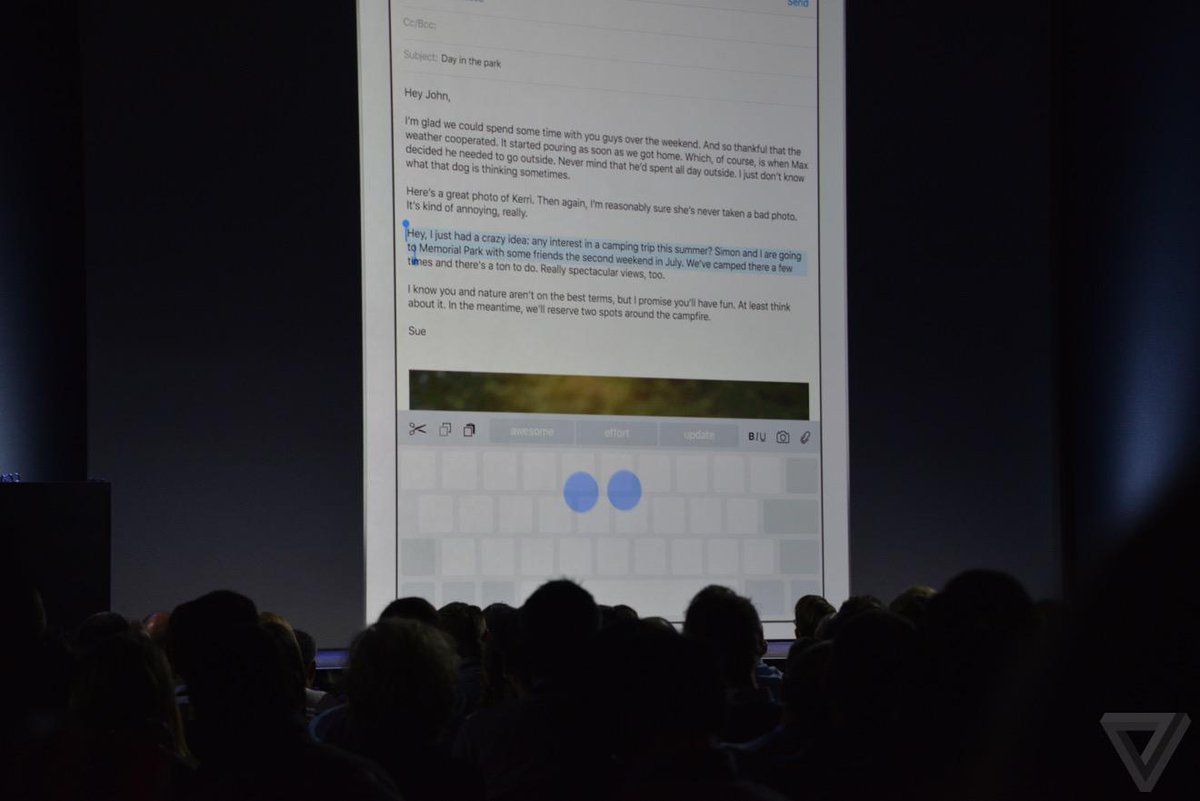 Send
Cc/Bcc:
Subject: Day in the park
Hey John,
I'm glad we could spend some time with you guys over the weekend. And so thankful that the
weather cooperated. It started pouring as soon as we got home. Which, of course, is when Max
decided he needed to go outside. Never mind that he'd spent all day outside. I just don't know
what that dog is thinking sometimes.
Here's a great photo of Kerri. Then again, I'm reasonably sure she's never taken a bad photo.
It's kind of annoying, really.
Hey, I just had a crazy idea: any interest in a camping trip this summer? Simon and I are going
to Memorial Park with some friends the second weekend in July. We've camped there a few
times and there's a ton to do. Really spectacular views, too.
I know you and nature aren't on the best terms, but I promise you'll have fun. At least think
about it. In the meantime, we'll reserve two spots around the campfire.
Sue
awesome effort update BIU